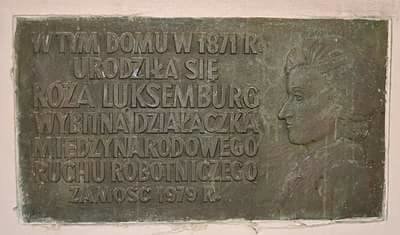 W TYM DOMU W 1871 R.
URODZIŁA SIĘ
RÓŻA LUKSEMBURG
WYBITNA DZIAŁACZKA
MIĘDZYNARODOWEGO
RUCHU ROBOTNICZEGO
ZAMOŚĆ 1979 R.